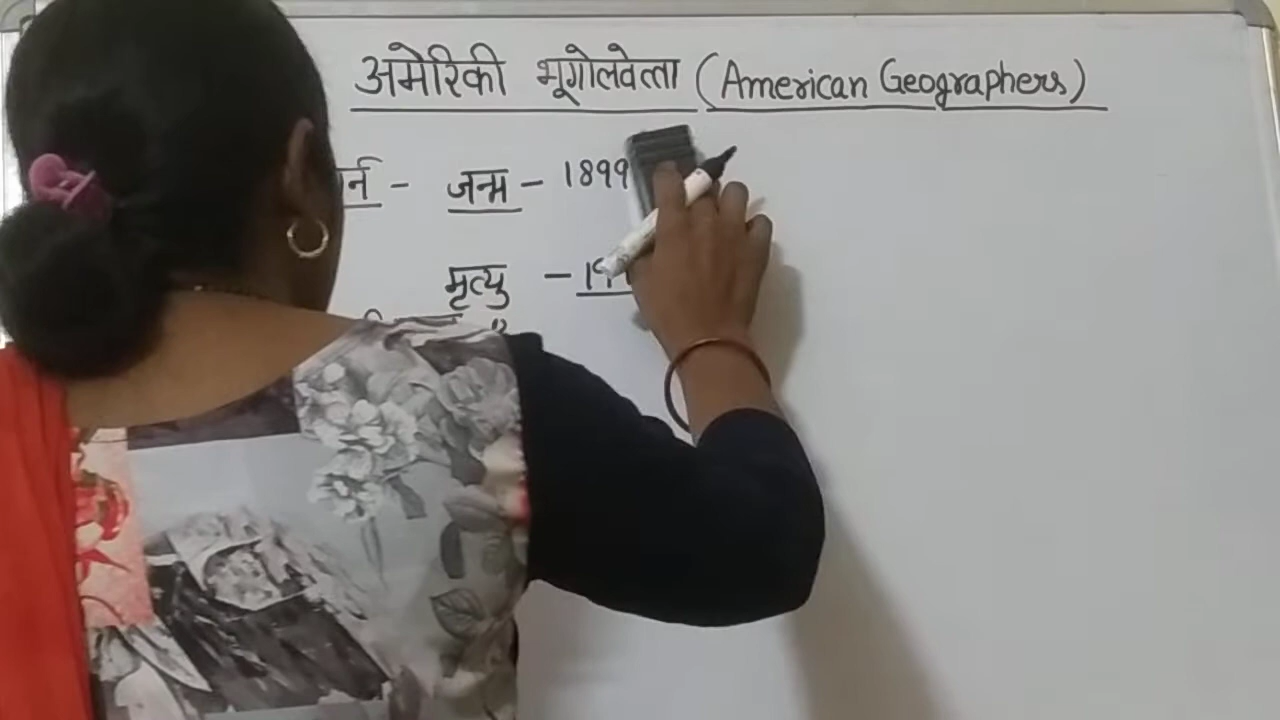 अमेरिकी भूगोलवेत्ता (American Geographers)
जन्म - 1899
मृत्यु -